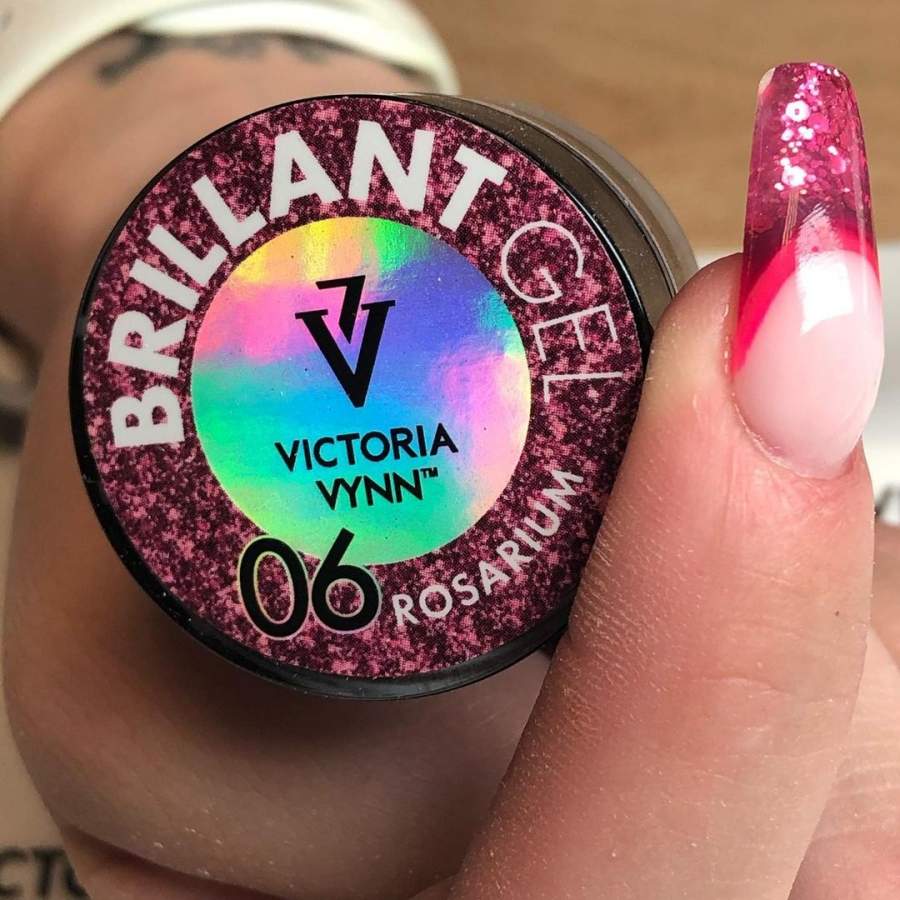 BRILLANT GEL
VICTORIA
VYNN™
06
ROSARIUM